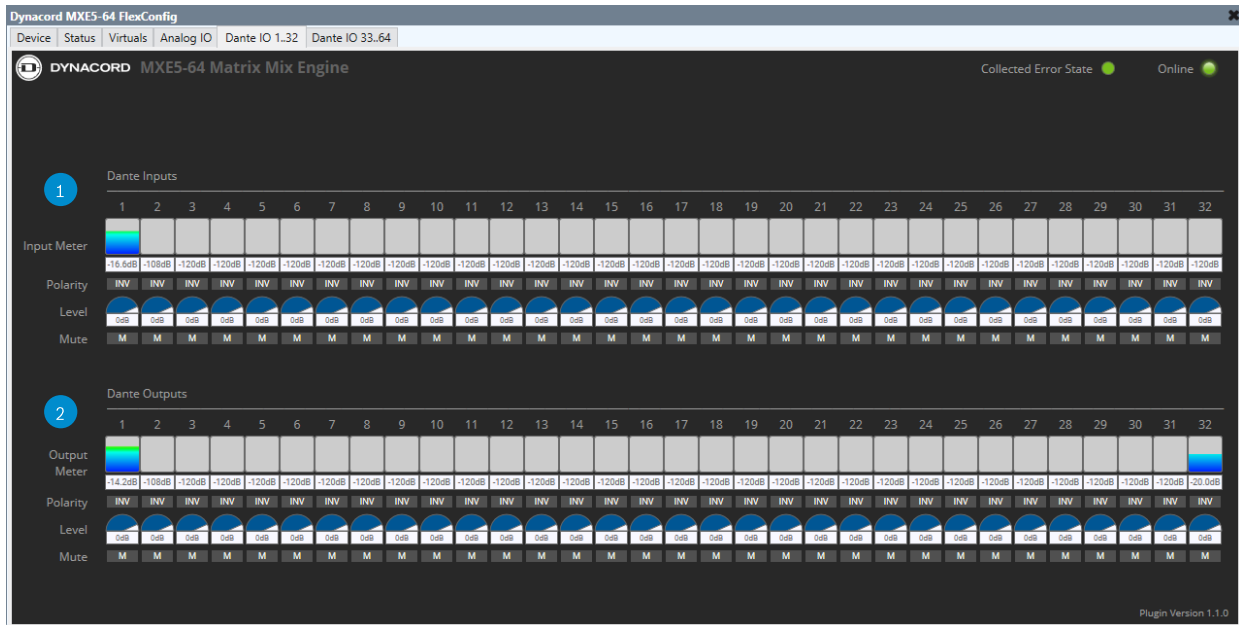 Dynacord MXE5-64 FlexConfig
Device Status Virtuals Analog IO Dante IO 1..32 Dante IO 33..64
DYNACORD MXE5-64 Matrix Mix Engine Collected Error State Online
Dante Inputs
1
1 2 3 4 5 6 7 8 9 10 11 12 13 14 15 16 17 18 19 20 21 22 23 24 25 26 27 28 29 30 31 32
Input Meter
-16.6dB -108dB -120dB -120dB -120dB -120dB -120dB -120dB -120dB -120dB -120dB -120dB -120dB -120dB -120dB -120dB -120dB -120dB -120dB -120dB -120dB -120dB -120dB -120dB -120dB -120dB -120dB -120dB -120dB -120dB -120dB -120dB
Polarity INV INV INV INV INV INV INV INV INV INV INV INV INV INV INV INV INV INV INV INV INV INV INV INV INV INV INV INV INV INV INV INV
Level
0dB 0dB 0dB 0dB 0dB 0dB 0dB 0dB 0dB 0dB 0dB 0dB 0dB 0dB 0dB 0dB 0dB 0dB 0dB 0dB 0dB 0dB 0dB 0dB 0dB 0dB 0dB 0dB 0dB 0dB 0dB 0dB
Mute M M M M M M M M M M M M M M M M M M M M M M M M M M M M M M M M
Dante Outputs
2
1 2 3 4 5 6 7 8 9 10 11 12 13 14 15 16 17 18 19 20 21 22 23 24 25 26 27 28 29 30 31 32
Output
Meter
-14.2dB -108dB -120dB -120dB -120dB -120dB -120dB -120dB -120dB -120dB -120dB -120dB -120dB -120dB -120dB -120dB -120dB -120dB -120dB -120dB -120dB -120dB -120dB -120dB -120dB -120dB -120dB -120dB -120dB -120dB -120dB -20.0dB
Polarity INV INV INV INV INV INV INV INV INV INV INV INV INV INV INV INV INV INV INV INV INV INV INV INV INV INV INV INV INV INV INV INV
Level
0dB 0dB 0dB 0dB 0dB 0dB 0dB 0dB 0dB 0dB 0dB 0dB 0dB 0dB 0dB 0dB 0dB 0dB 0dB 0dB 0dB 0dB 0dB 0dB 0dB 0dB 0dB 0dB 0dB 0dB 0dB 0dB
Mute M M M M M M M M M M M M M M M M M M M M M M M M M M M M M M M M
Plugin Version 1.1.0